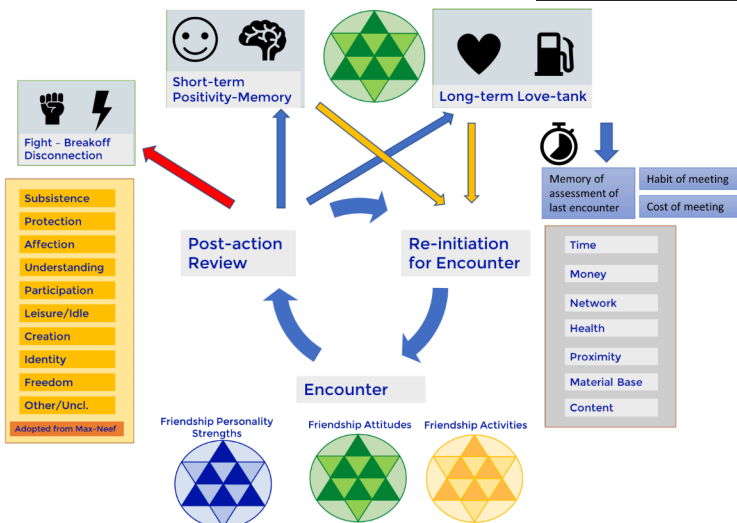 Short-term
Positivity-Memory
Long-term Love-tank
Fight - Breakoff
Disconnection
Memory of
assessment of
last encounter
Habit of meeting
Cost of meeting
Subsistence
Protection
Affection
Understanding
Participation
Leisure/Idle
Creation
Identity
Freedom
Other/Uncl.
Adopted from Max-Neef
Post-action
Review
Re-initiation
for Encounter
Time
Money
Network
Health
Proximity
Material Base
Content
Encounter
Friendship Personality
Strengths
Friendship Attitudes
Friendship Activities